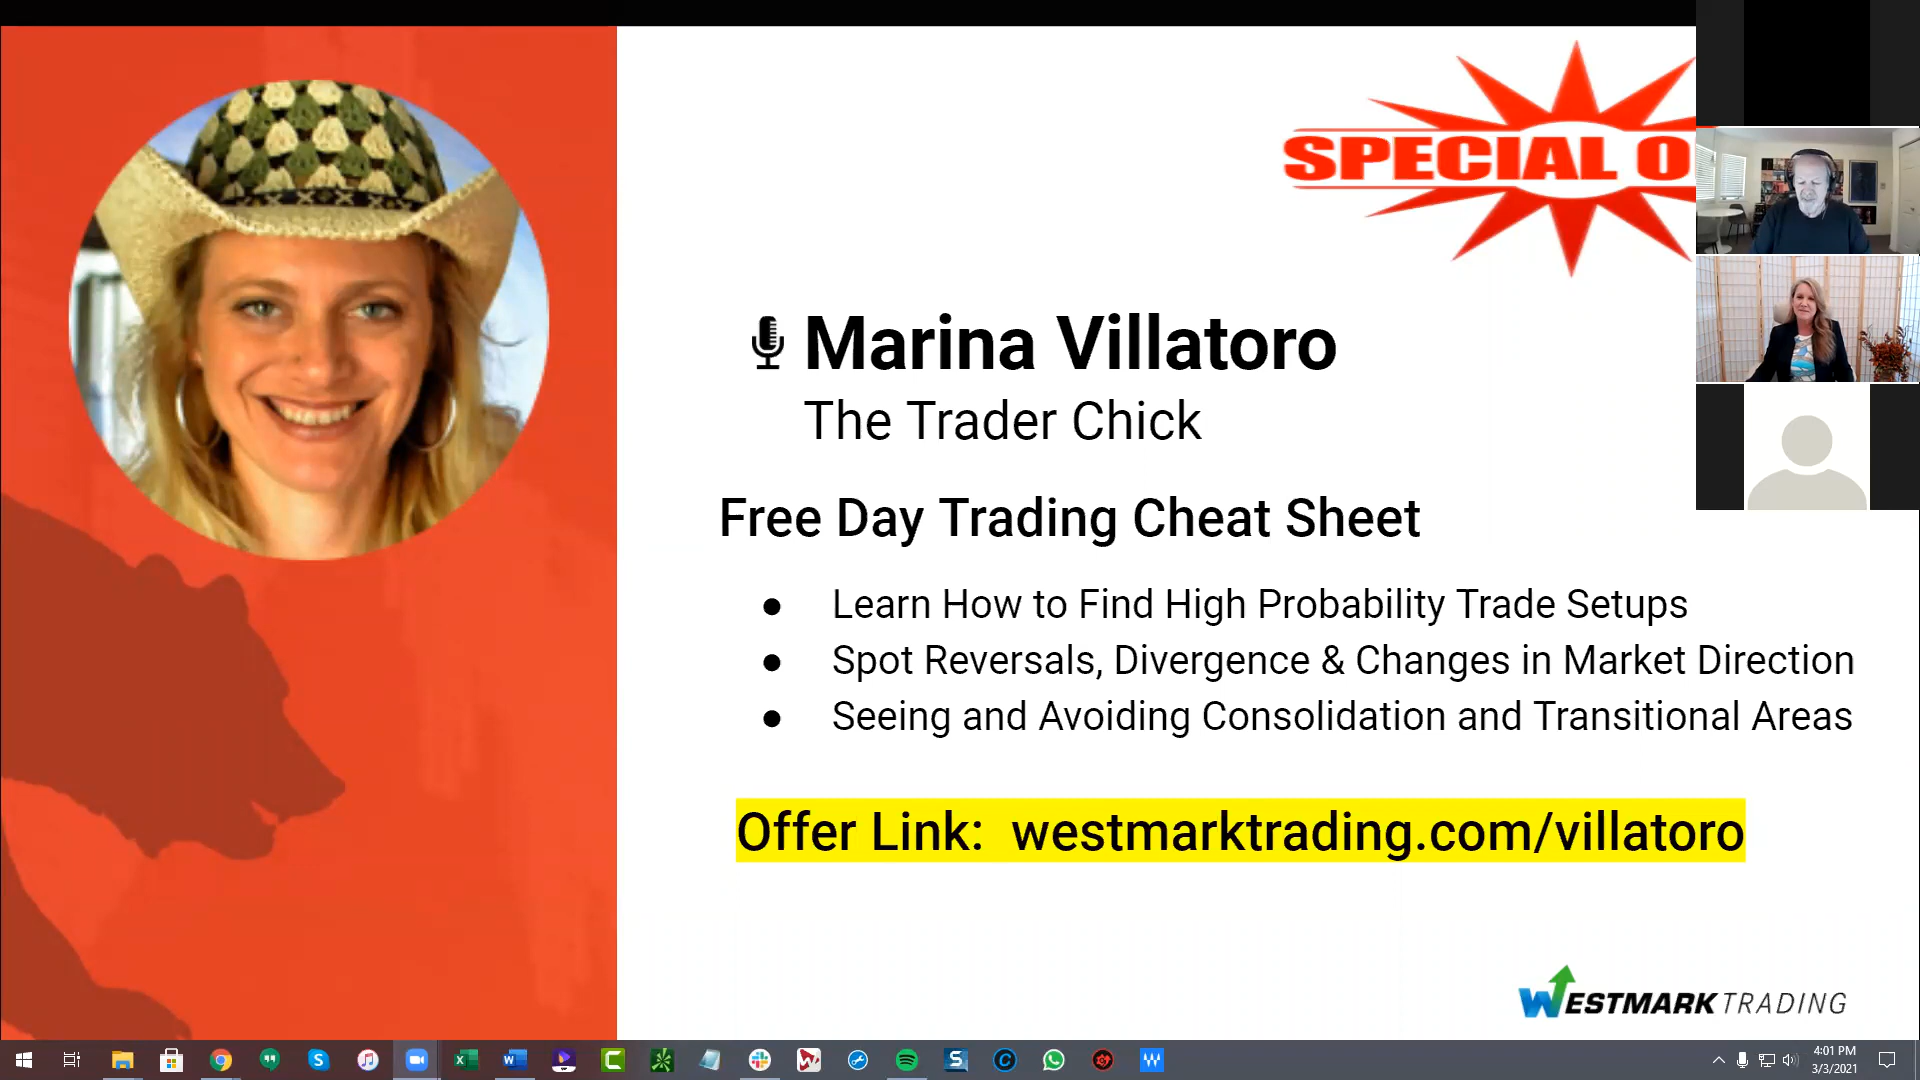 SPECIAL O
Marina Villatoro
The Trader Chick
Free Day Trading Cheat Sheet
● Learn How to Find High Probability Trade Setups
● Spot Reversals, Divergence & Changes in Market Direction
● Seeing and Avoiding Consolidation and Transitional Areas
Offer Link: westmarktrading.com/villatoro
WESTMARK TRADING
4:01 PM
3/3/2021